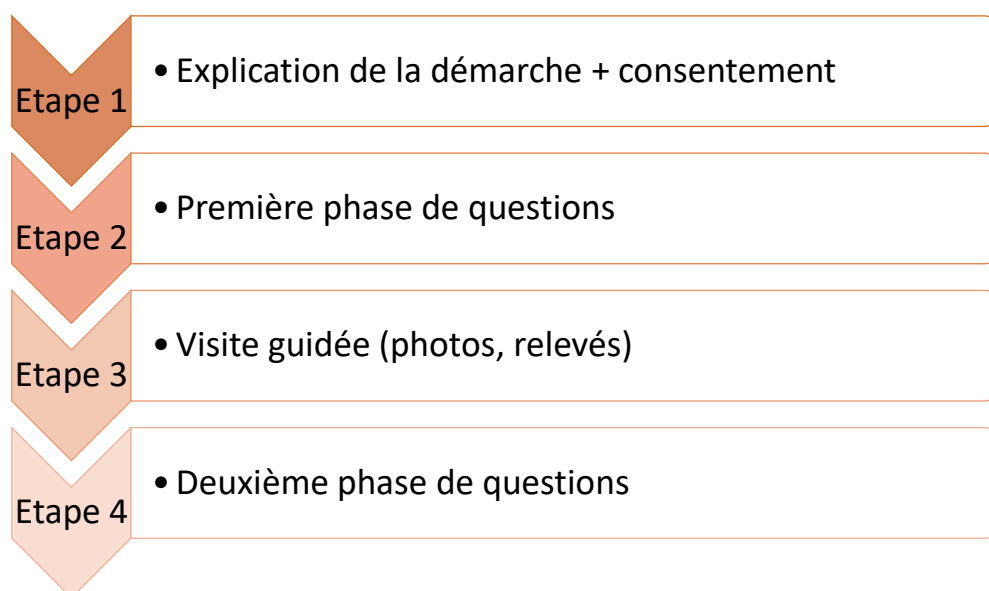 Etape 1
• Explication de la démarche + consentement
Etape 2
• Première phase de questions
Etape 3
• Visite guidée (photos, relevés)
Etape 4
• Deuxième phase de questions